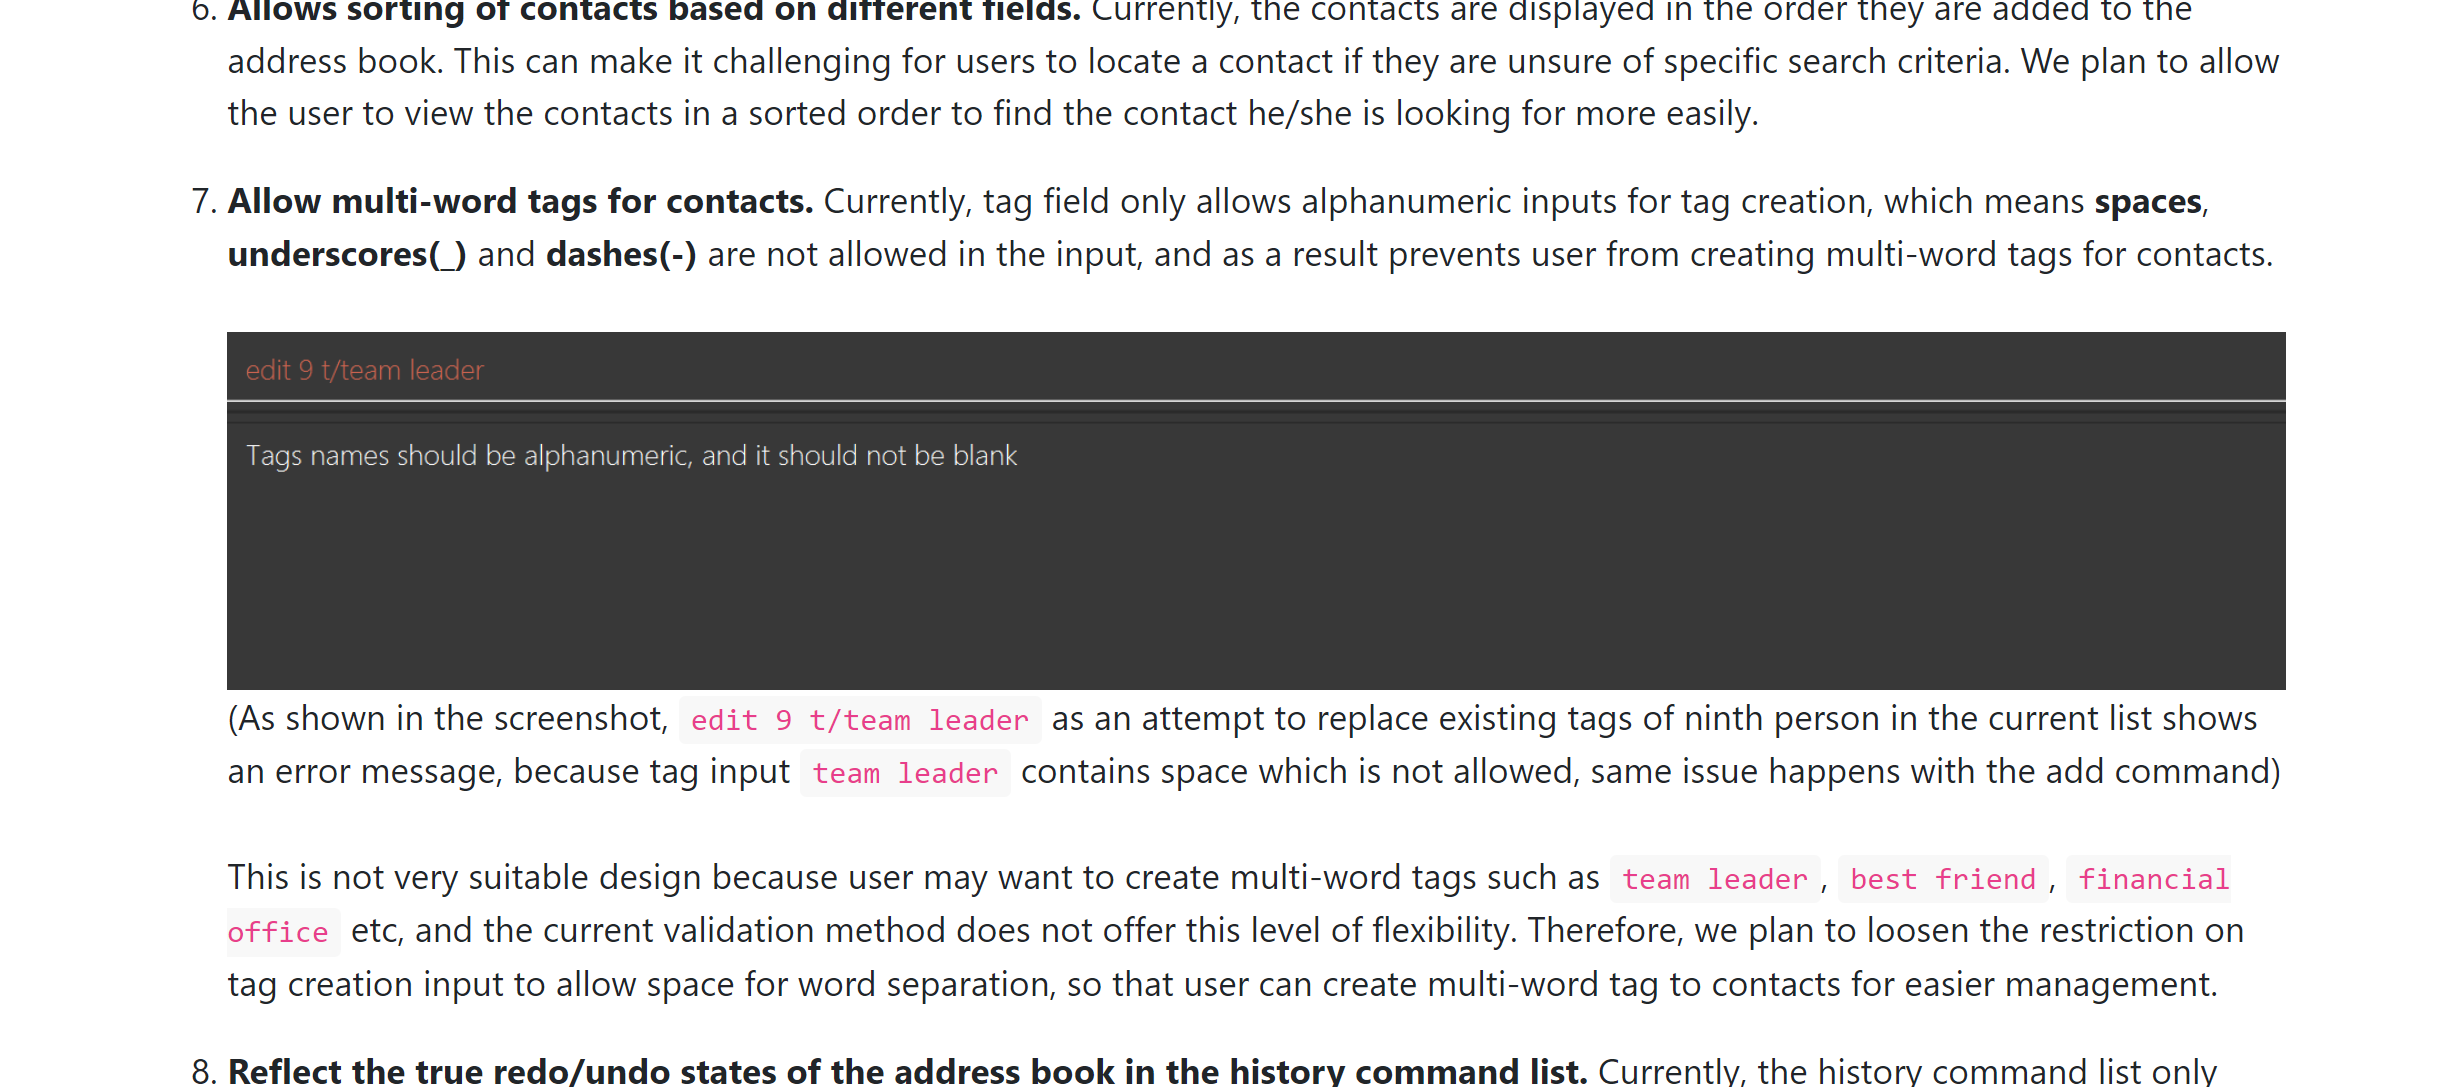 6. Allows sorting of contacts based on different fields. Currently, the contacts are displayed in the order they are added to the
address book. This can make it challenging for users to locate a contact if they are unsure of specific search criteria. We plan to allow
the user to view the contacts in a sorted order to find the contact he/she is looking for more easily.
7. Allow multi-word tags for contacts. Currently, tag field only allows alphanumeric inputs for tag creation, which means spaces,
underscores(_) and dashes(-) are not allowed in the input, and as a result prevents user from creating multi-word tags for contacts.
edit 9 t/team leader
Tags names should be alphanumeric, and it should not be blank
(As shown in the screenshot, edit 9 t/team leader as an attempt to replace existing tags of ninth person in the current list shows
an error message, because tag input team leader contains space which is not allowed, same issue happens with the add command)
This is not very suitable design because user may want to create multi-word tags such as team leader, best friend, financial
office etc, and the current validation method does not offer this level of flexibility. Therefore, we plan to loosen the restriction on
tag creation input to allow space for word separation, so that user can create multi-word tag to contacts for easier management.
8. Reflect the true redo/undo states of the address book in the history command list. Currently, the history command list only